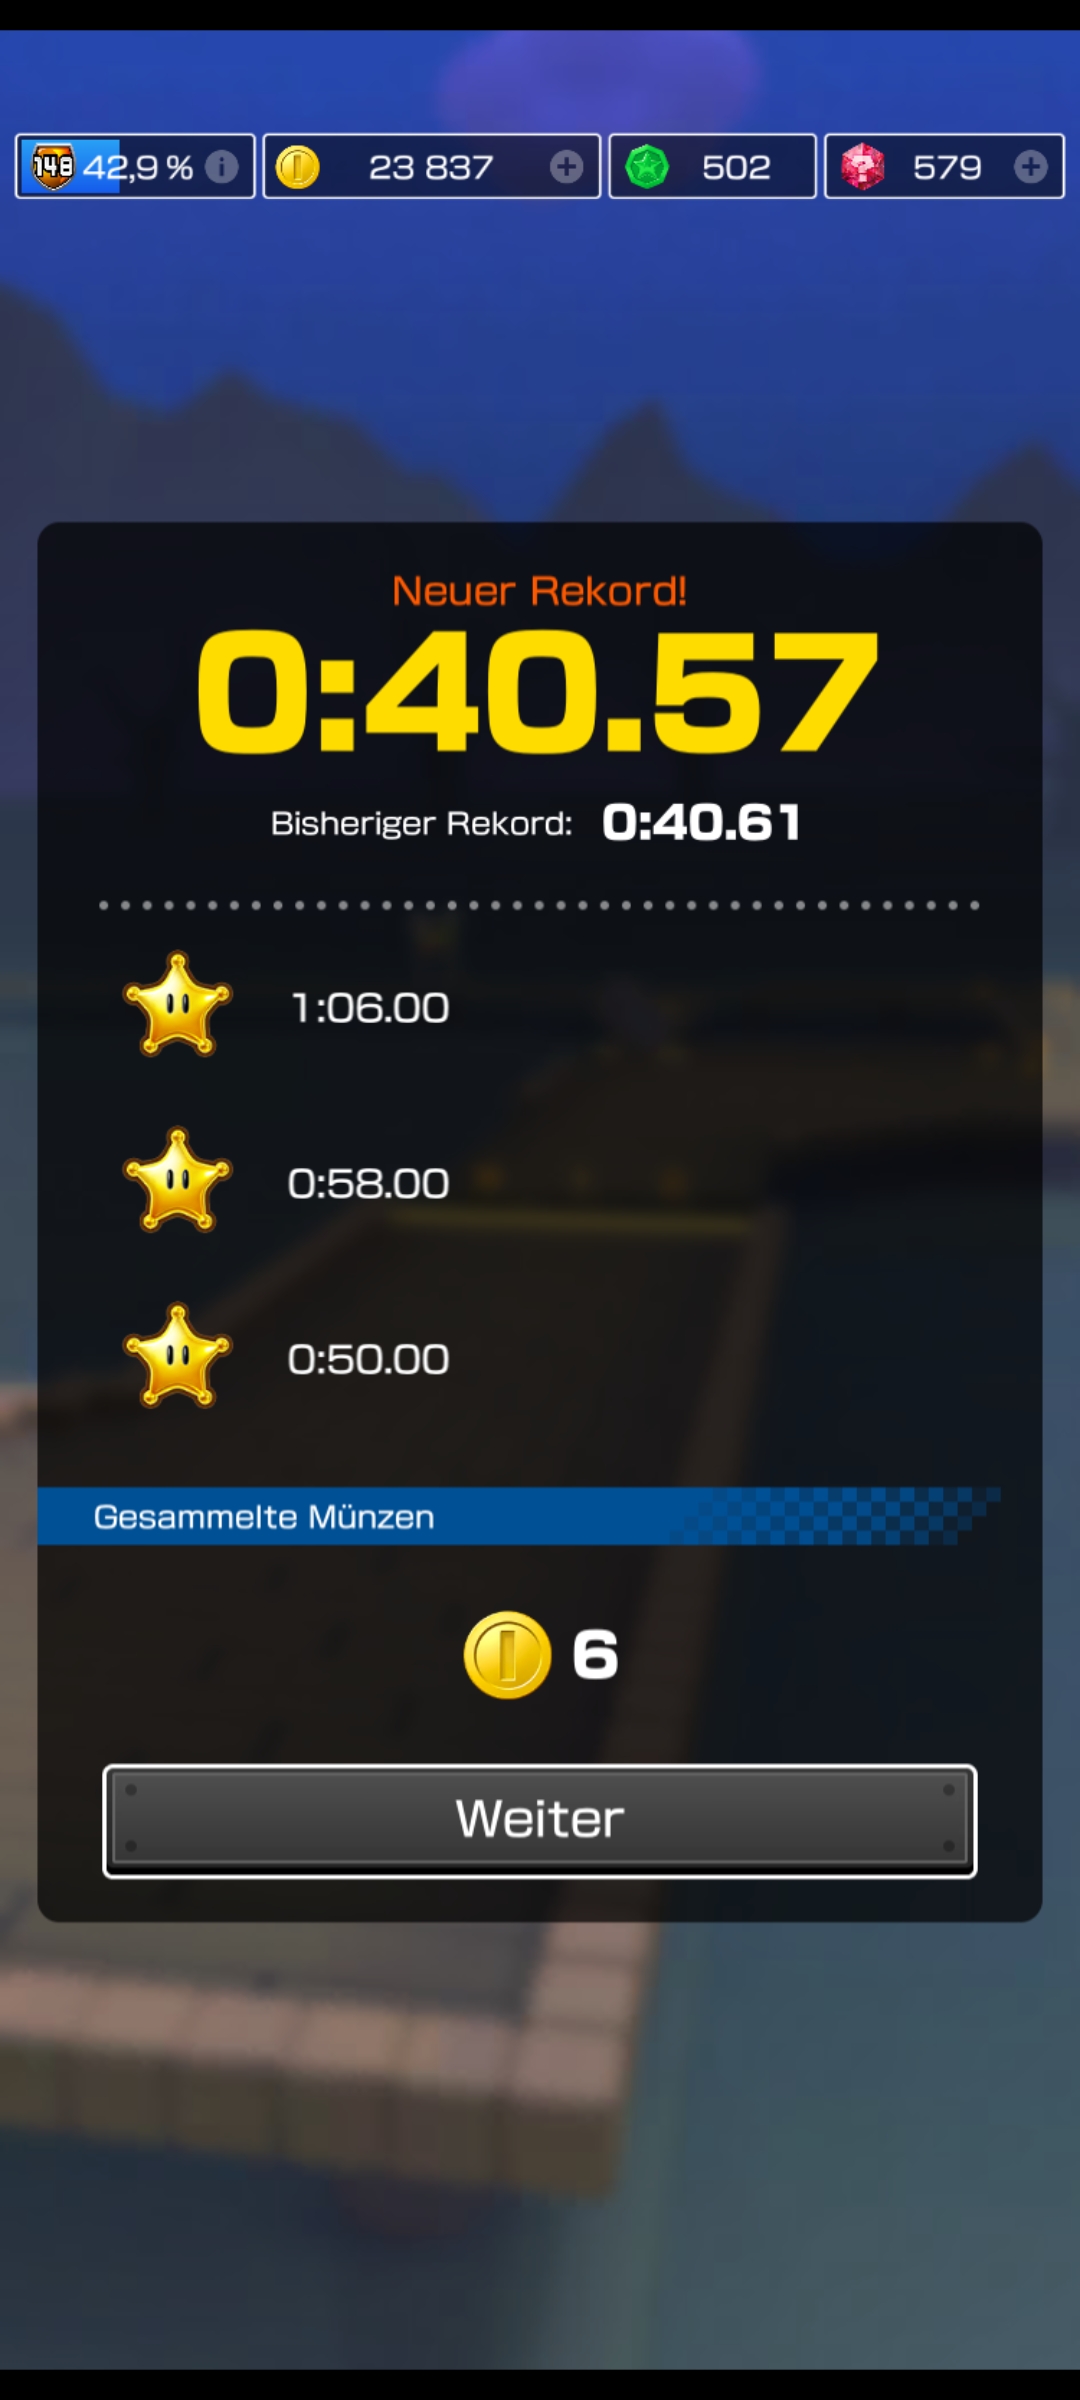 148 42,9 % i 23 837 + 502 ? 579 +
Neuer Rekord!
0:40.57
Bisheriger Rekord: 0:40.61
1:06.00
0:58.00
0:50.00
Gesammelte Münzen
6
Weiter